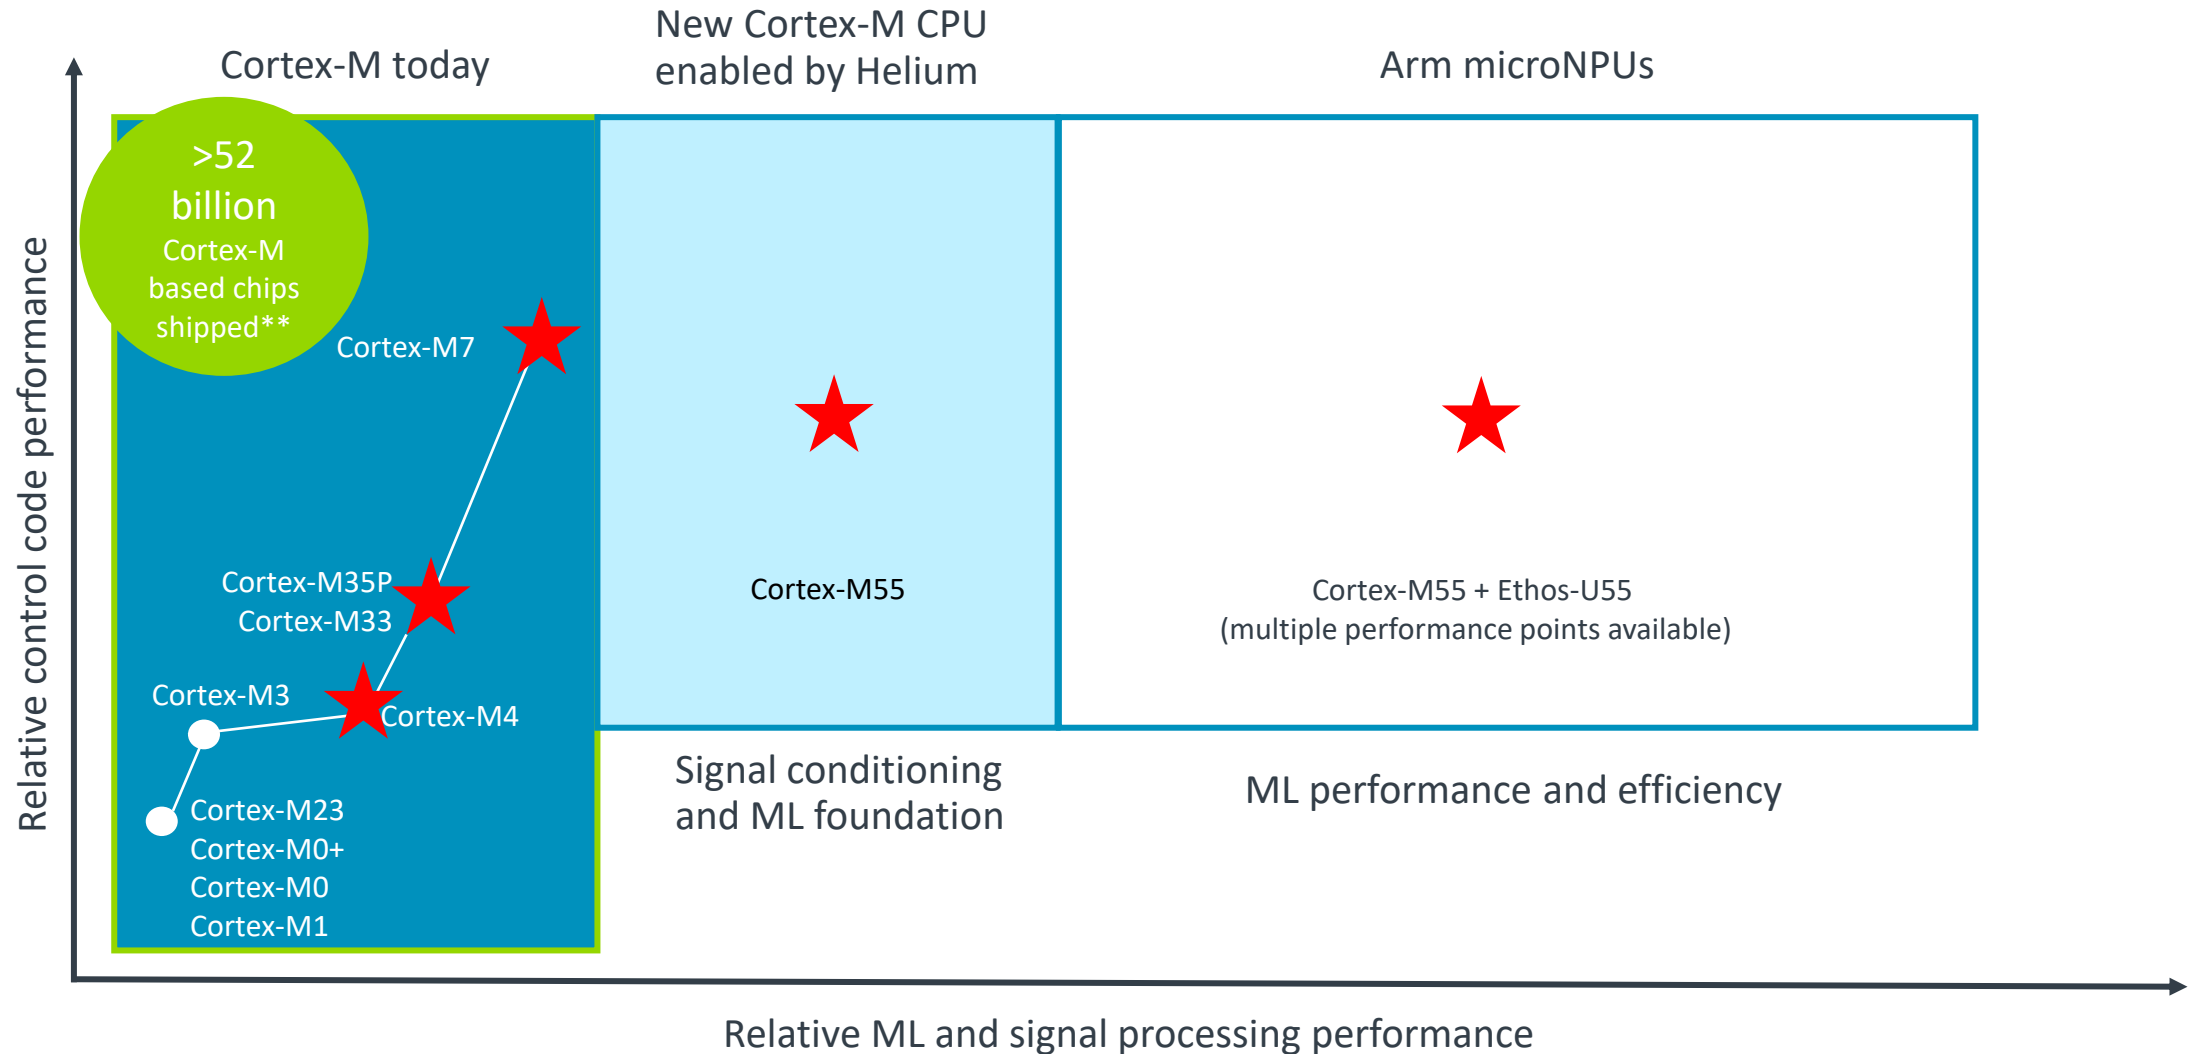 New Cortex-M CPU
enabled by Helium
Cortex-M today
Arm microNPUs
>52
billion
Cortex-M
based chips
shipped**
Cortex-M7
Cortex-M35P
Cortex-M33
Cortex-M3
Cortex-M4
Cortex-M23
Cortex-M0+
Cortex-M0
Cortex-M1
Cortex-M55
Cortex-M55 + Ethos-U55
(multiple performance points available)
Signal conditioning
and ML foundation
ML performance and efficiency
Relative control code performance
Relative ML and signal processing performance